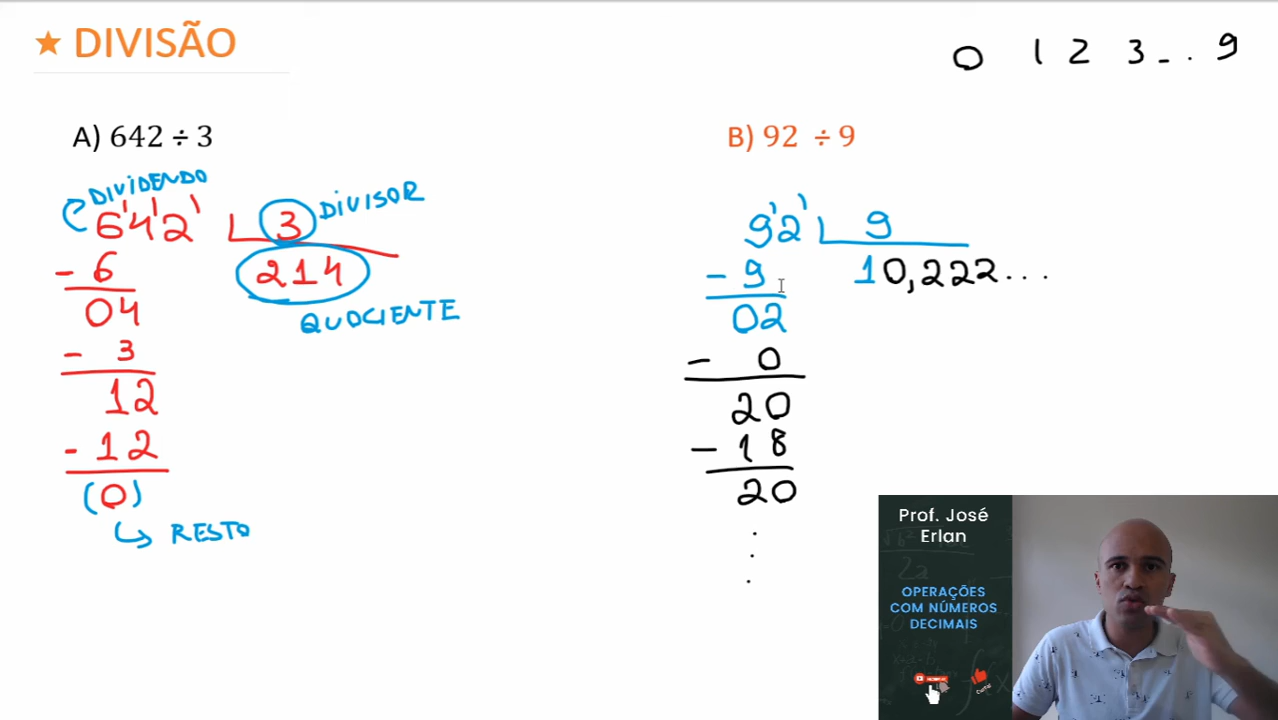 ★ DIVISÃO
0 1 2 3 _ . . 9
A) 642 ÷ 3
DIVIDENDO
642 3 DIVISOR
- 6 214
04 QUOCIENTE
- 3
12
- 12
(0)
↳ RESTO
B) 92 ÷ 9
92 9
- 9 10,222...
02
- 0
20
- 18
20
.
.
.
Prof. José
Erlan
OPERAÇÕES
COM NÚMEROS
DECIMAIS